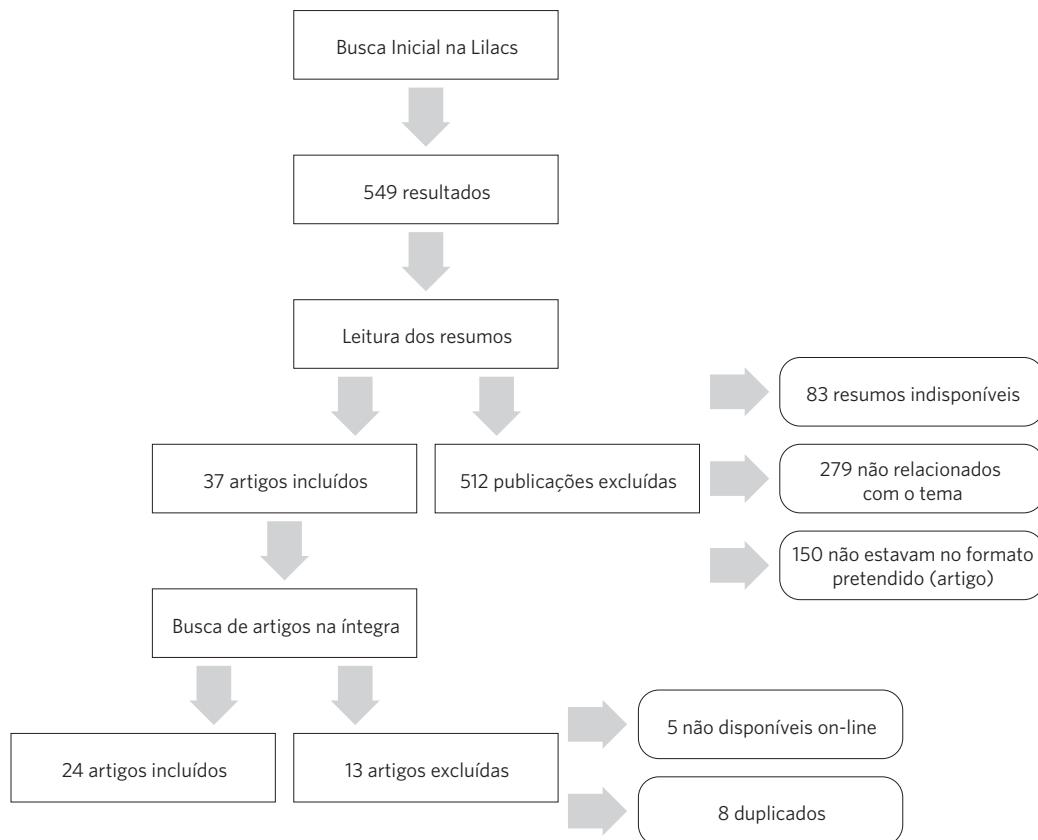 Busca Inicial na Lilacs
549 resultados
Leitura dos resumos
83 resumos indisponíveis
37 artigos incluídos
512 publicações excluídas
279 não relacionados
com o tema
150 não estavam no formato
pretendido (artigo)
Busca de artigos na íntegra
5 não disponíveis on-line
24 artigos incluídos
13 artigos excluídas
8 duplicados